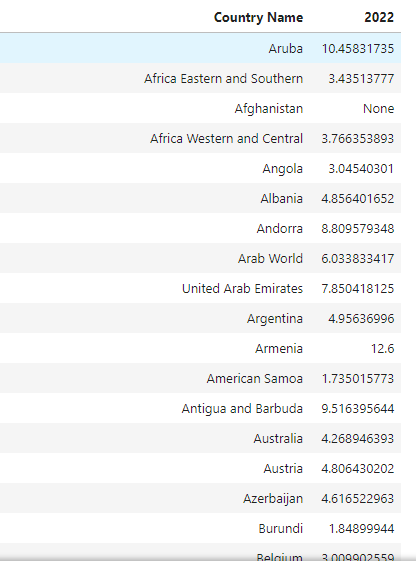 Country Name 2022
Aruba 10.45831735
Africa Eastern and Southern 3.43513777
Afghanistan None
Africa Western and Central 3.766353893
Angola 3.04540301
Albania 4.856401652
Andorra 8.809579348
Arab World 6.033833417
United Arab Emirates 7.850418125
Argentina 4.95636996
Armenia 12.6
American Samoa 1.735015773
Antigua and Barbuda 9.516395644
Australia 4.268946393
Austria 4.806430202
Azerbaijan 4.616522963
Burundi 1.84899944
Belgium 3.009902559